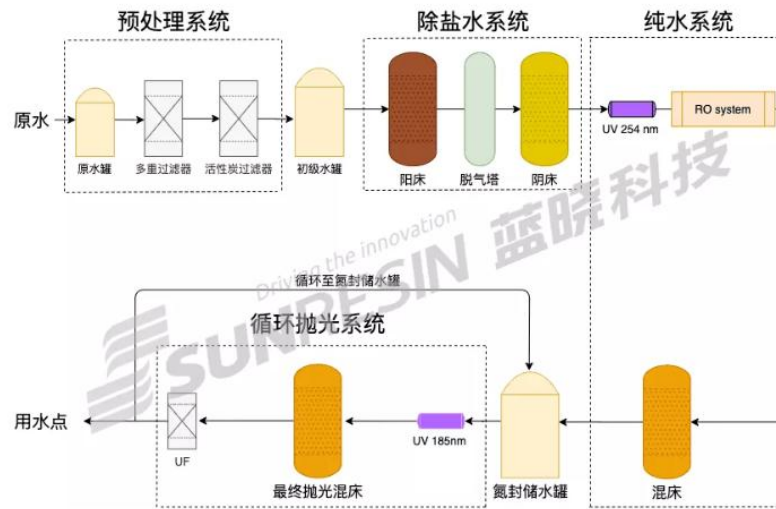 预处理系统
除盐水系统
纯水系统
原水
原水罐
多重过滤器
活性炭过滤器
初级水罐
阳床
脱气塔
阴床
UV 254 nm
RO system
Driving the innovation
SUNRESIN 蓝晓科技
循环至氮封储水罐
循环抛光系统
用水点
UF
最终抛光混床
UV 185nm
氮封储水罐
混床